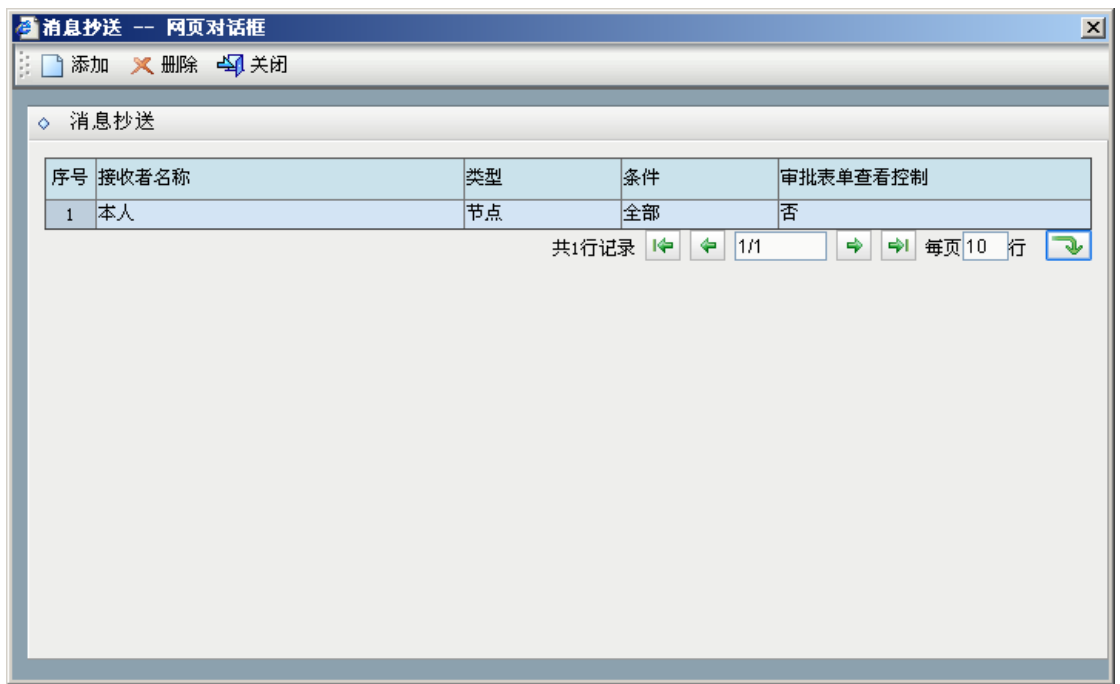 消息抄送 -- 网页对话框
添加 删除 关闭
消息抄送
序号 接收者名称 类型 条件 审批表单查看控制
1 本人 节点 全部 否
共1行记录 1/1 每页 10 行